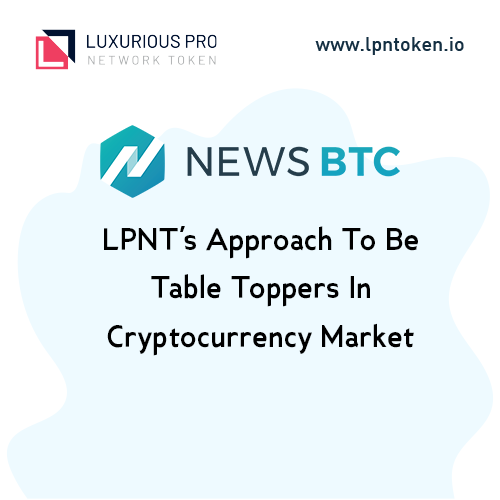 LUXURIOUS PRO
NETWORK TOKEN
www.lpntoken.io
NEWS BTC
LPNT's Approach To Be
Table Toppers In
Cryptocurrency Market